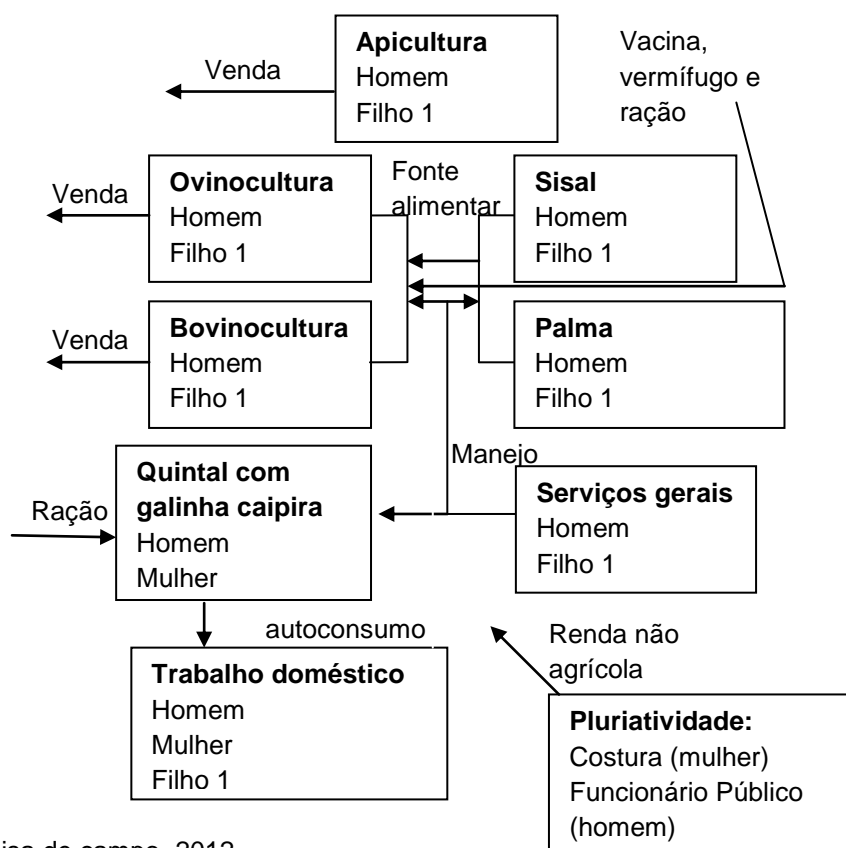 Apicultura
Homem
Filho 1
Venda
Vacina,
vermífugo e
ração
Ovinocultura
Homem
Filho 1
Venda
Fonte
alimentar
Sisal
Homem
Filho 1
Bovinocultura
Homem
Filho 1
Venda
Palma
Homem
Filho 1
Quintal com
galinha caipira
Homem
Mulher
Ração
Manejo
Serviços gerais
Homem
Filho 1
autoconsumo
Trabalho doméstico
Homem
Mulher
Filho 1
Renda não
agrícola
Pluriatividade:
Costura (mulher)
Funcionário Público
(homem)